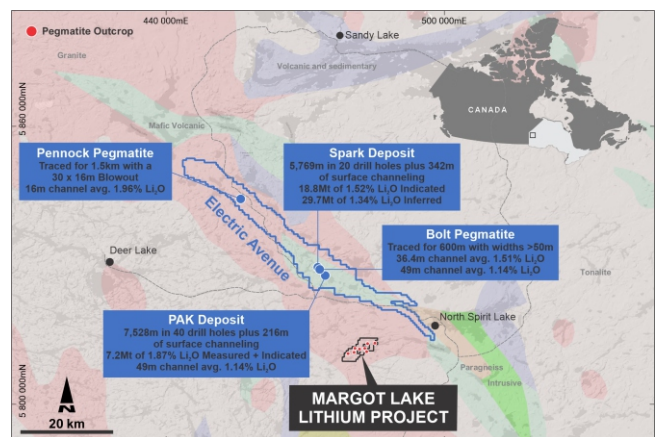 440 000mE
500 000mE
Pegmatite Outcrop
Sandy Lake
Granite
Volcanic and sedimentary
CANADA
5 860 000mN
Mafic Volcanic
Pennock Pegmatite
Traced for 1.5km with a
30 x 16m Blowout
16m channel avg. 1.96% Li₂O
Spark Deposit
5,769m in 20 drill holes plus 342m
of surface channeling
18.8Mt of 1.52% Li₂O Indicated
29.7Mt of 1.34% Li₂O Inferred
Electric Avenue
Bolt Pegmatite
Traced for 600m with widths >50m
36.4m channel avg. 1.51% Li₂O
49m channel avg. 1.14% Li₂O
Deer Lake
Tonalite
PAK Deposit
7,528m in 40 drill holes plus 216m
of surface channeling
7.2Mt of 1.87% Li₂O Measured + Indicated
49m channel avg. 1.14% Li₂O
North Spirit Lake
Paragneiss
Intrusive
MARGOT LAKE
LITHIUM PROJECT
5 800 000mN
N
20 km